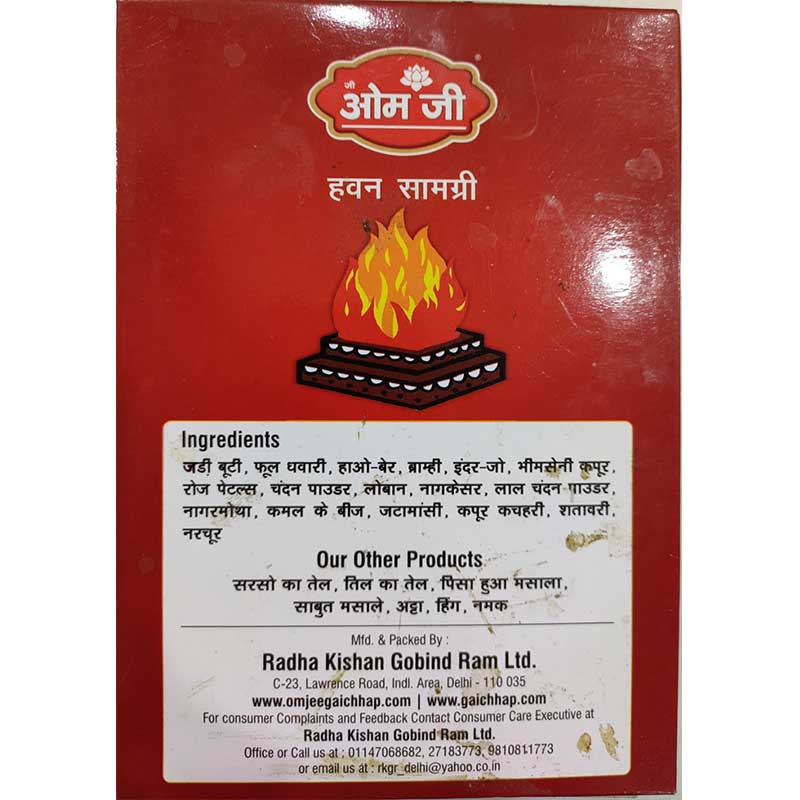 जी
ओम जी
हवन सामग्री
Ingredients
जडी बूटी, फूल धवारी, हाओ-बेर, ब्राम्ही, इंदर-जो, भीमसेनी कपूर,
रोज पेटल्स, चंदन पाउडर, लोबान, नागकेसर, लाल चंदन पाउडर,
नागरमोथा, कमल के बीज, जटामांसी, कपूर कचहरी, शतावरी,
नरचूर
Our Other Products
सरसो का तेल, तिल का तेल, पिसा हुआ मसाला,
साबुत मसाले, अट्टा, हिंग, नमक
Mfd. & Packed By :
Radha Kishan Gobind Ram Ltd.
C-23, Lawrence Road, Indl. Area, Delhi - 110 035
www.omjeegaichhap.com | www.gaichhap.com
For consumer Complaints and Feedback Contact Consumer Care Executive at
Radha Kishan Gobind Ram Ltd.
Office or Call us at : 01147068682, 27183773, 9810811773
or email us at : rkgr_delhi@yahoo.co.in